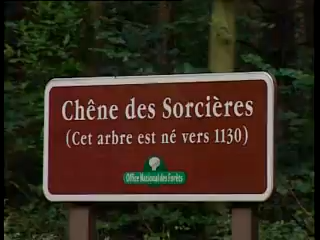 Chêne des Sorcières
(Cet arbre est né vers 1130)
Office National des Forêts